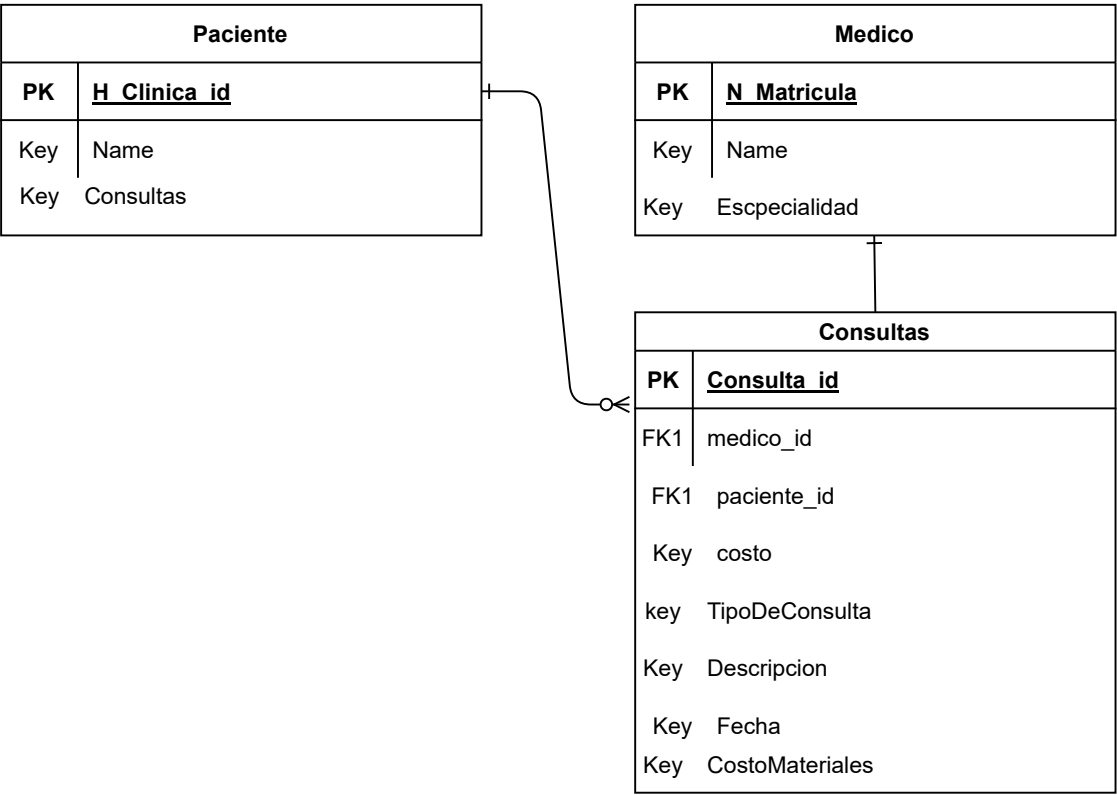 Paciente
PK H_Clinica_id
Key Name
Key Consultas
Medico
PK N_Matricula
Key Name
Key Escpecialidad
Consultas
PK Consulta_id
FK1 medico_id
FK1 paciente_id
Key costo
key TipoDeConsulta
Key Descripcion
Key Fecha
Key CostoMateriales